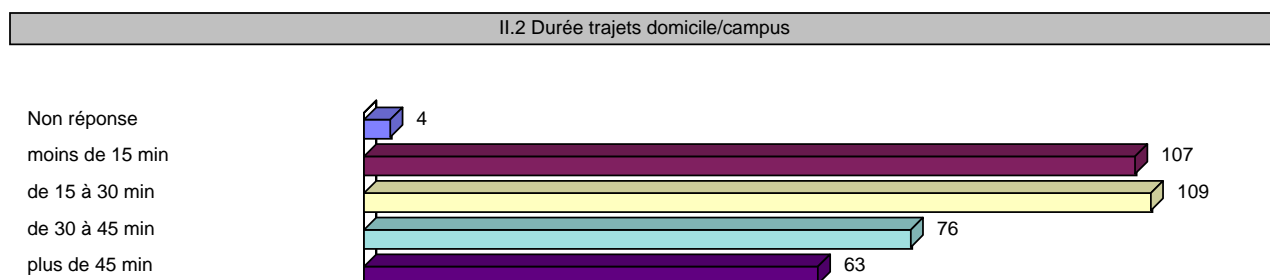 II.2 Durée trajets domicile/campus
Non réponse 4
moins de 15 min 107
de 15 à 30 min 109
de 30 à 45 min 76
plus de 45 min 63